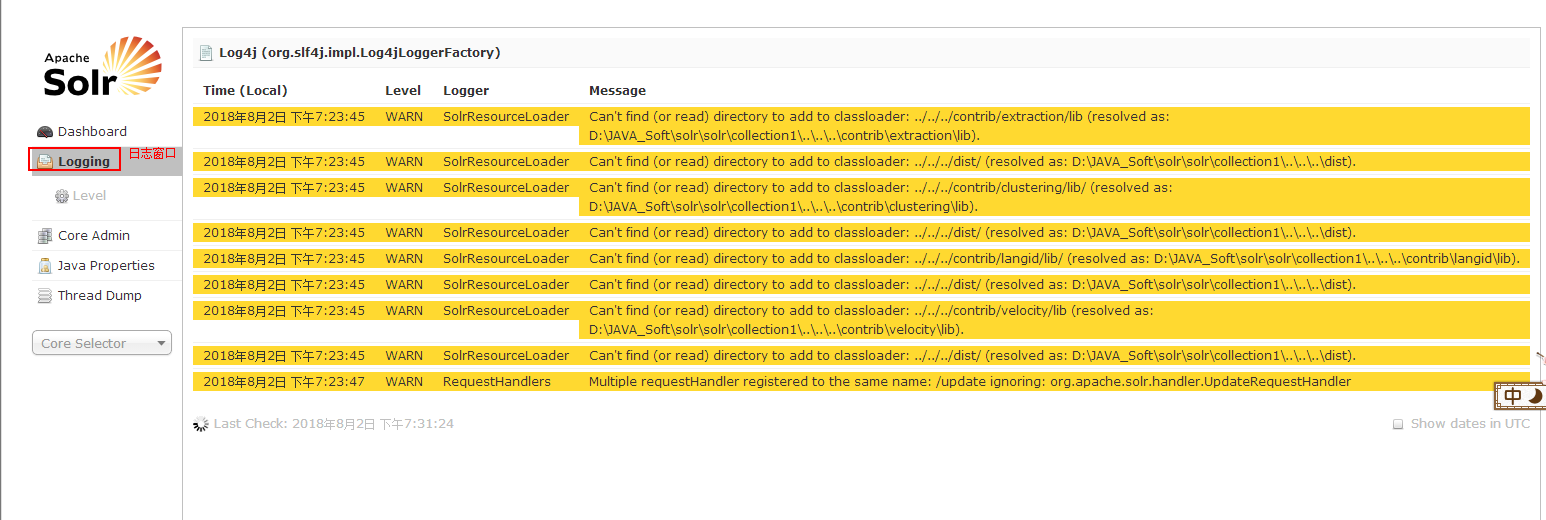 Apache
Solr
Dashboard
Logging 日志窗口
Level
Core Admin
Java Properties
Thread Dump
Core Selector
Log4j (org.slf4j.impl.Log4jLoggerFactory)
Time (Local) Level Logger Message
2018年8月2日 下午7:23:45 WARN SolrResourceLoader Can't find (or read) directory to add to classloader: ../../../contrib/extraction/lib (resolved as:
D:\JAVA_Soft\solr\solr\collection1\..\..\..\contrib\extraction\lib).
2018年8月2日 下午7:23:45 WARN SolrResourceLoader Can't find (or read) directory to add to classloader: ../../../dist/ (resolved as: D:\JAVA_Soft\solr\solr\collection1\..\..\..\dist).
2018年8月2日 下午7:23:45 WARN SolrResourceLoader Can't find (or read) directory to add to classloader: ../../../contrib/clustering/lib/ (resolved as:
D:\JAVA_Soft\solr\solr\collection1\..\..\..\contrib\clustering\lib).
2018年8月2日 下午7:23:45 WARN SolrResourceLoader Can't find (or read) directory to add to classloader: ../../../dist/ (resolved as: D:\JAVA_Soft\solr\solr\collection1\..\..\..\dist).
2018年8月2日 下午7:23:45 WARN SolrResourceLoader Can't find (or read) directory to add to classloader: ../../../contrib/langid/lib/ (resolved as: D:\JAVA_Soft\solr\solr\collection1\..\..\..\contrib\langid\lib).
2018年8月2日 下午7:23:45 WARN SolrResourceLoader Can't find (or read) directory to add to classloader: ../../../dist/ (resolved as: D:\JAVA_Soft\solr\solr\collection1\..\..\..\dist).
2018年8月2日 下午7:23:45 WARN SolrResourceLoader Can't find (or read) directory to add to classloader: ../../../contrib/velocity/lib (resolved as:
D:\JAVA_Soft\solr\solr\collection1\..\..\..\contrib\velocity\lib).
2018年8月2日 下午7:23:45 WARN SolrResourceLoader Can't find (or read) directory to add to classloader: ../../../dist/ (resolved as: D:\JAVA_Soft\solr\solr\collection1\..\..\..\dist).
2018年8月2日 下午7:23:47 WARN RequestHandlers Multiple requestHandler registered to the same name: /update ignoring: org.apache.solr.handler.UpdateRequestHandler
中
Last Check: 2018年8月2日 下午7:31:24 Show dates in UTC